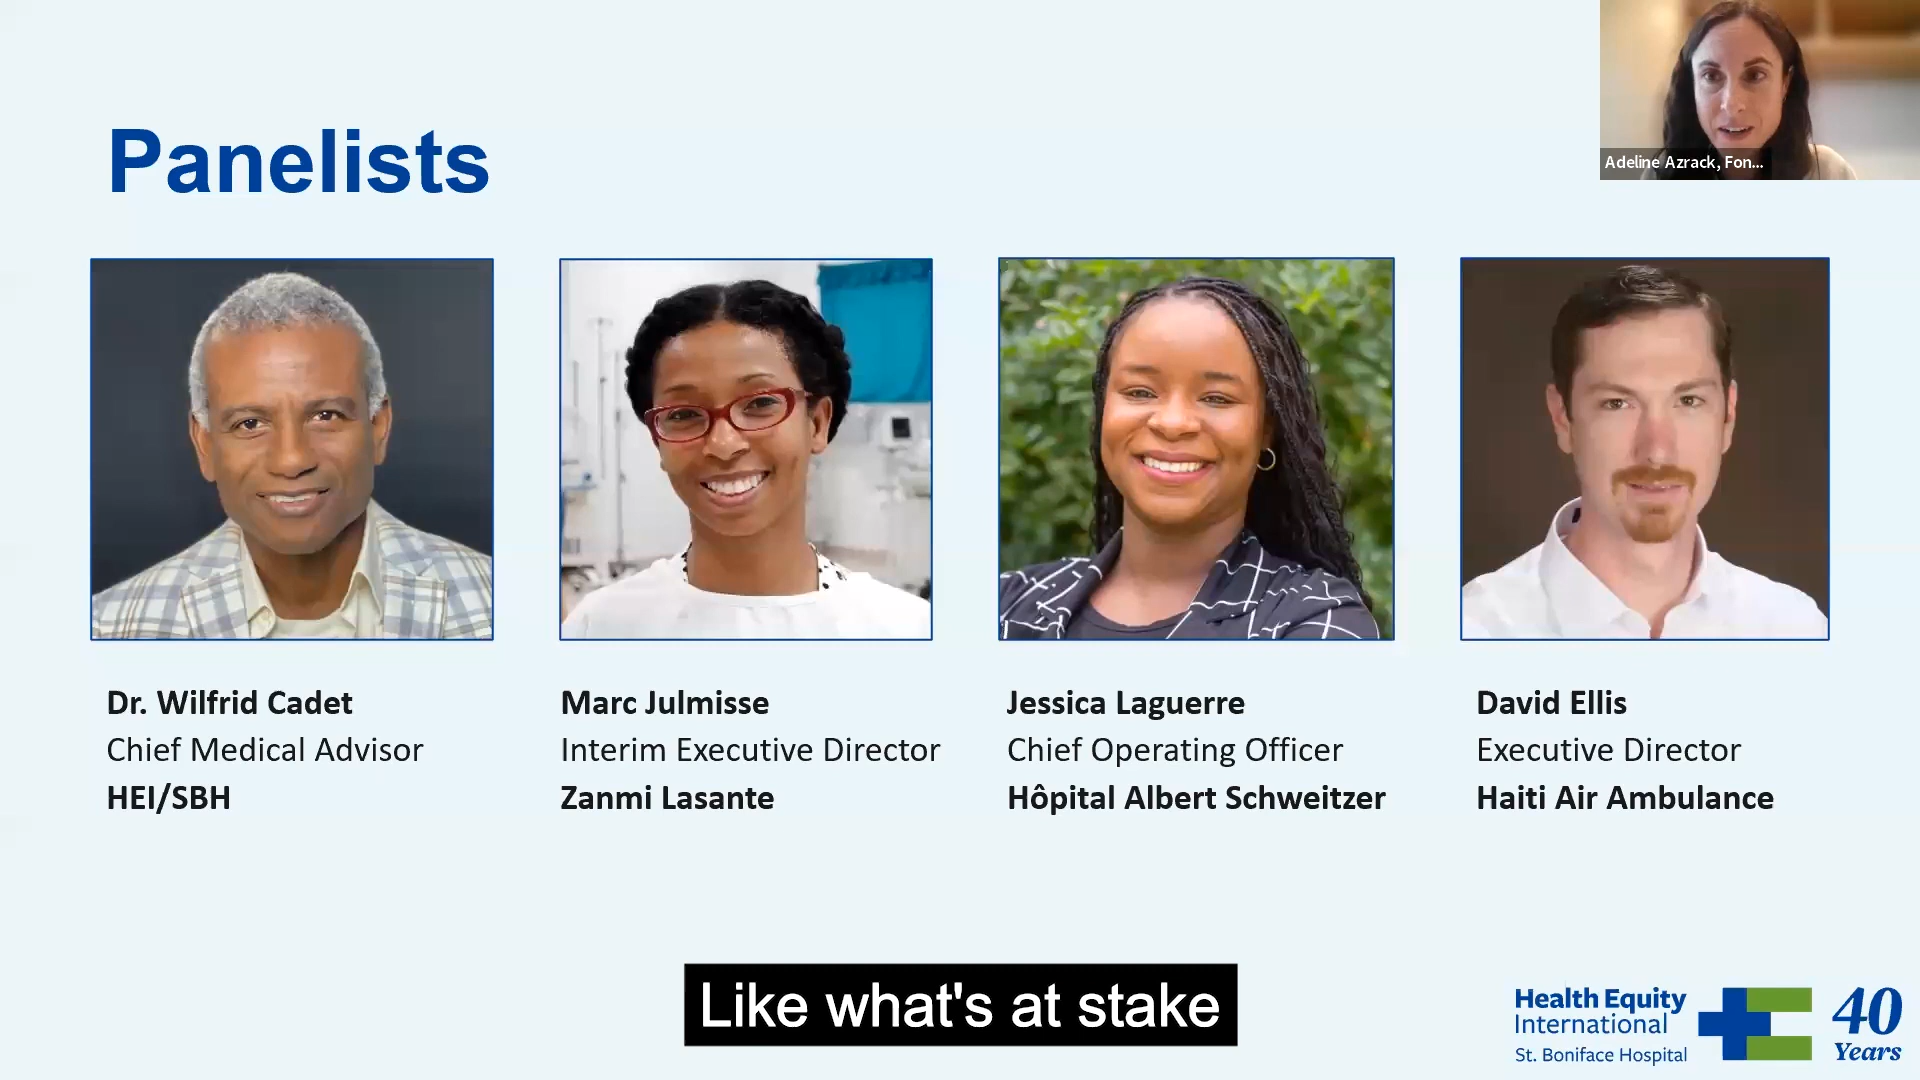 Adeline Azrack, Fon...
Panelists
Dr. Wilfrid Cadet
Chief Medical Advisor
HEI/SBH
Marc Julmisse
Interim Executive Director
Zanmi Lasante
Jessica Laguerre
Chief Operating Officer
Hôpital Albert Schweitzer
David Ellis
Executive Director
Haiti Air Ambulance
Like what's at stake
Health Equity
International
St. Boniface Hospital
40
Years